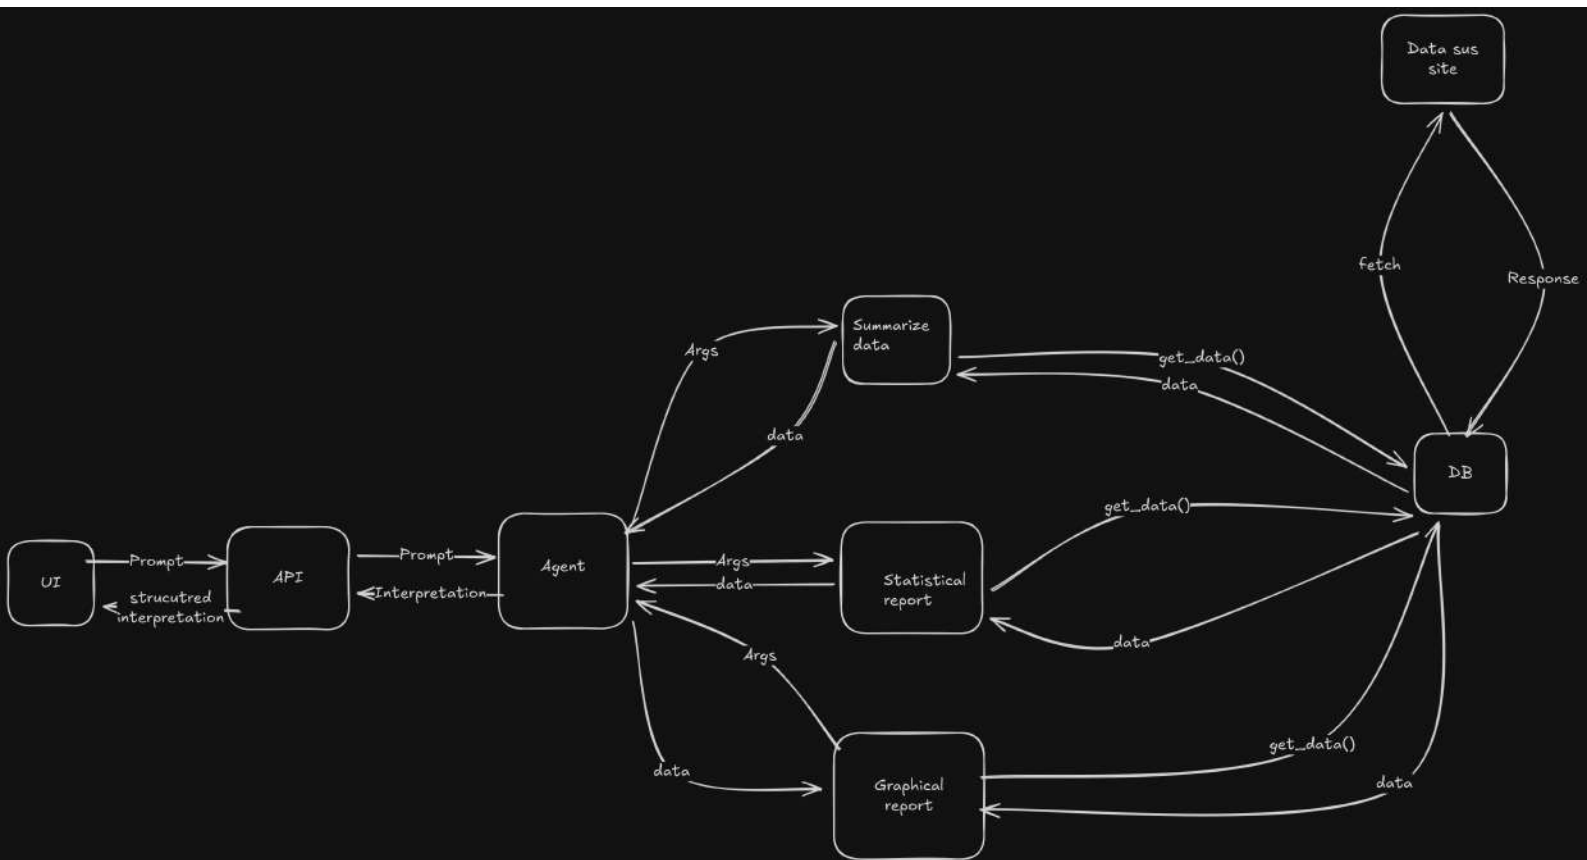 Data sus
site
fetch
Response
Summarize
data
Args
get_data()
data
data
DB
get_data()
UI
Prompt
strucutred
interpretation
API
Prompt
Interpretation
Agent
Args
data
Statistical
report
data
Args
data
get_data()
data
Graphical
report